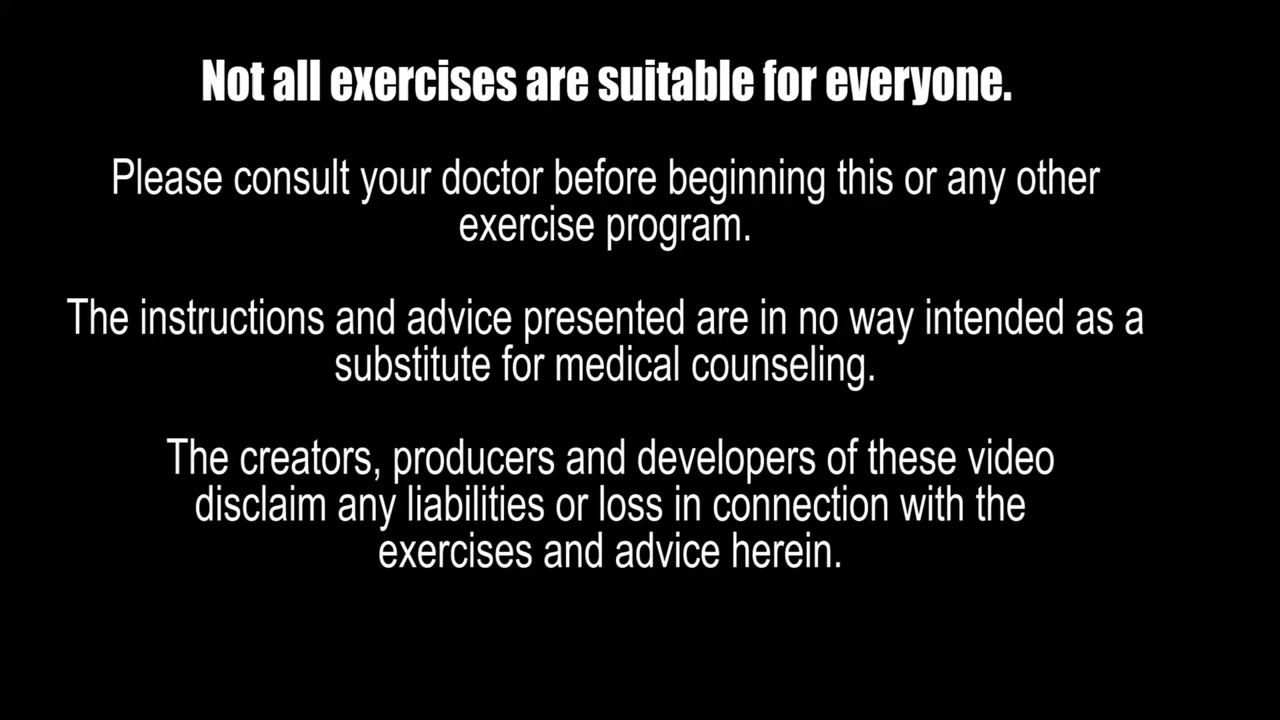 Not all exercises are suitable for everyone.
Please consult your doctor before beginning this or any other
exercise program.
The instructions and advice presented are in no way intended as a
substitute for medical counseling.
The creators, producers and developers of these video
disclaim any liabilities or loss in connection with the
exercises and advice herein.